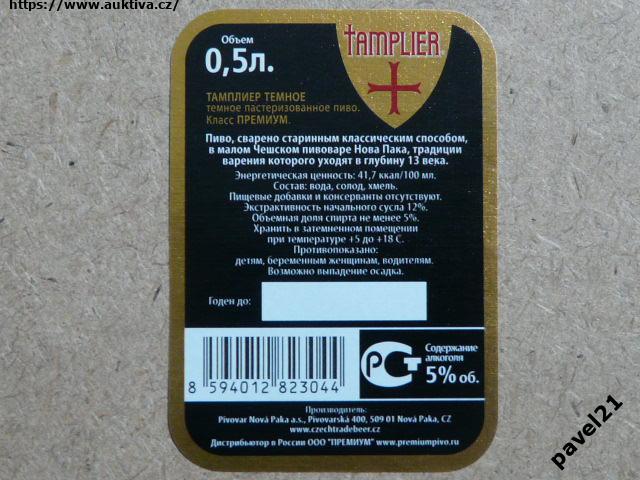 https://www.auktiva.cz/
Объем
0,5л.
TAMPLIER
ТАМПЛИЕР ТЕМНОЕ
темное пастеризованное пиво.
Класс ПРЕМИУМ.
Пиво, сварено старинным классическим способом,
в малом Чешском пивоваре Нова Пака, традиции
варения которого уходят в глубину 13 века.
Энергетическая ценность: 41,7 ккал/100 мл.
Состав: вода, солод, хмель.
Пищевые добавки и консерванты отсутствуют.
Экстрактивность начального сусла 12%.
Объемная доля спирта не менее 5%.
Хранить в затемненном помещении
при температуре +5 до +18 С.
Противопоказано:
детям, беременным женщинам, водителям.
Возможно выпадение осадка.
Годен до:
8 594012 823044
РСТ
Содержание
алкоголя
5% об.
Производитель:
Pivovar Nová Paka a.s., Pivovarská 400, 509 01 Nová Paka, CZ
www.czechtradebeer.cz
Дистрибьютор в России ООО "ПРЕМИУМ" www.premiumpivo.ru
pavel21